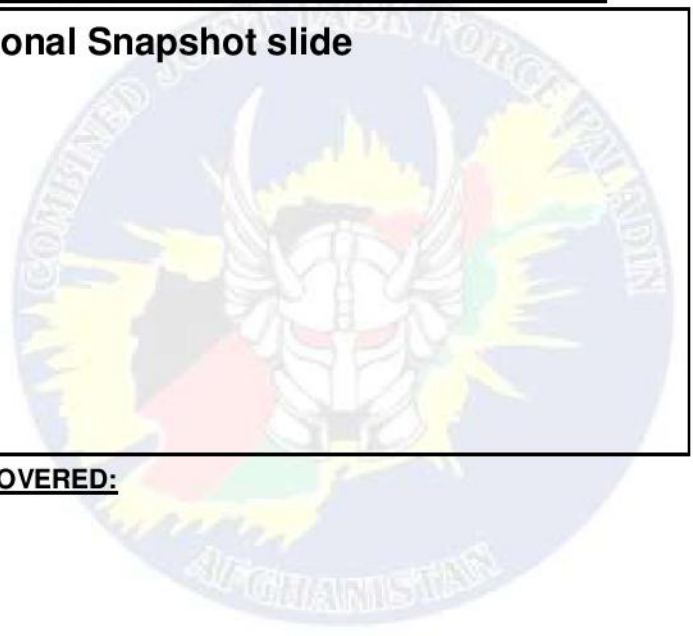 onal Snapshot slide
COMBINED JOINT TASK FORCE PALADIN
OVERED:
AFGHANISTAN